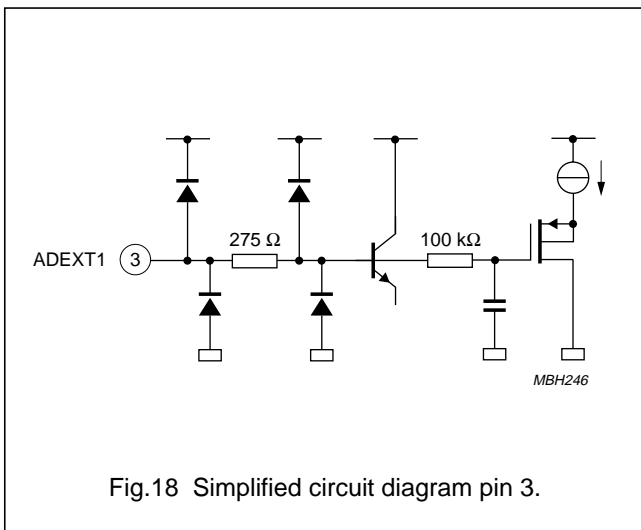 275 Ω
100 kΩ
ADEXT1 3
MBH246
Fig.18 Simplified circuit diagram pin 3.